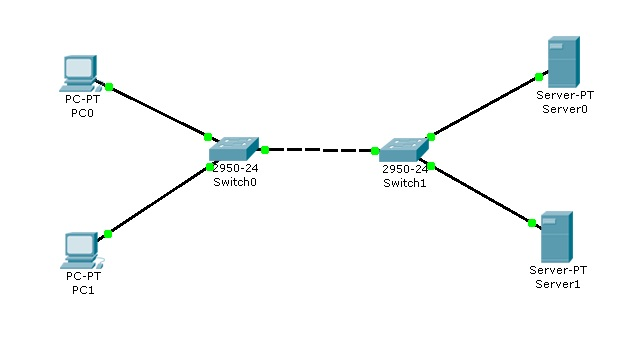 PC-PT
PC0
Server-PT
Server0
2950-24
Switch0
2950-24
Switch1
PC-PT
PC1
Server-PT
Server1